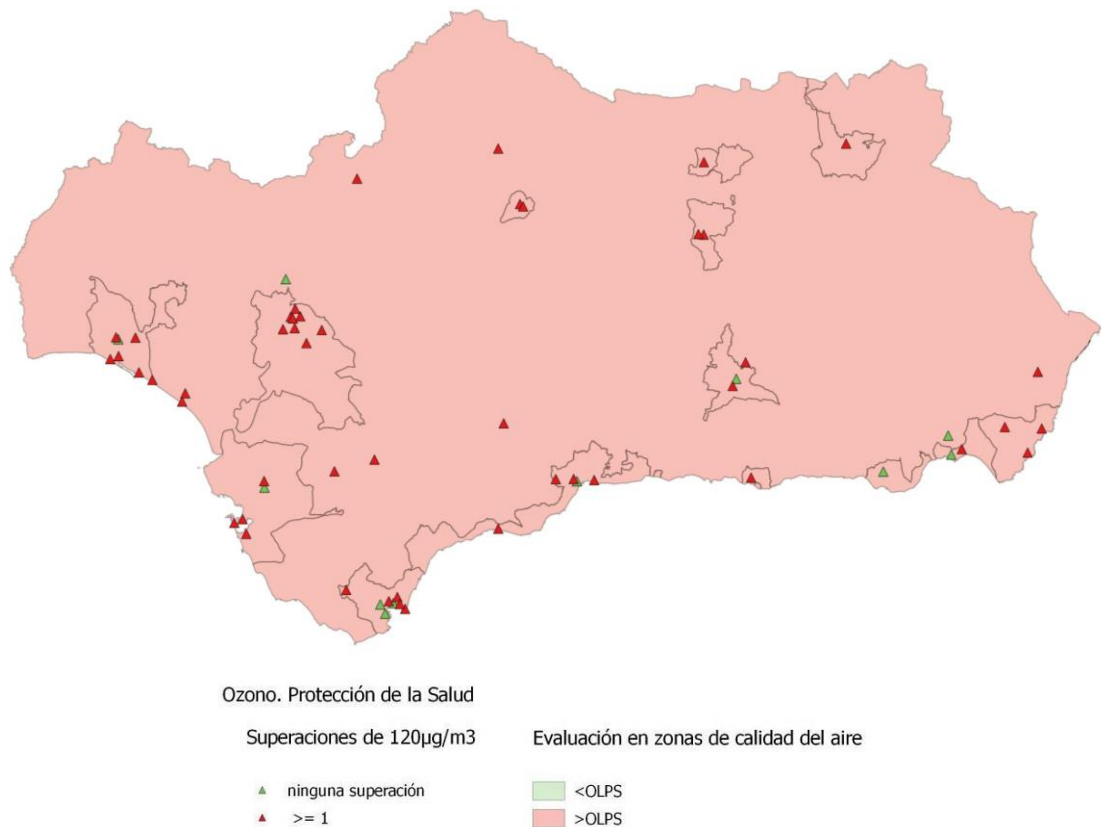 Ozono. Protección de la Salud
Superaciones de 120µg/m3
Evaluación en zonas de calidad del aire
ninguna superación
<OLPS
>= 1
>OLPS